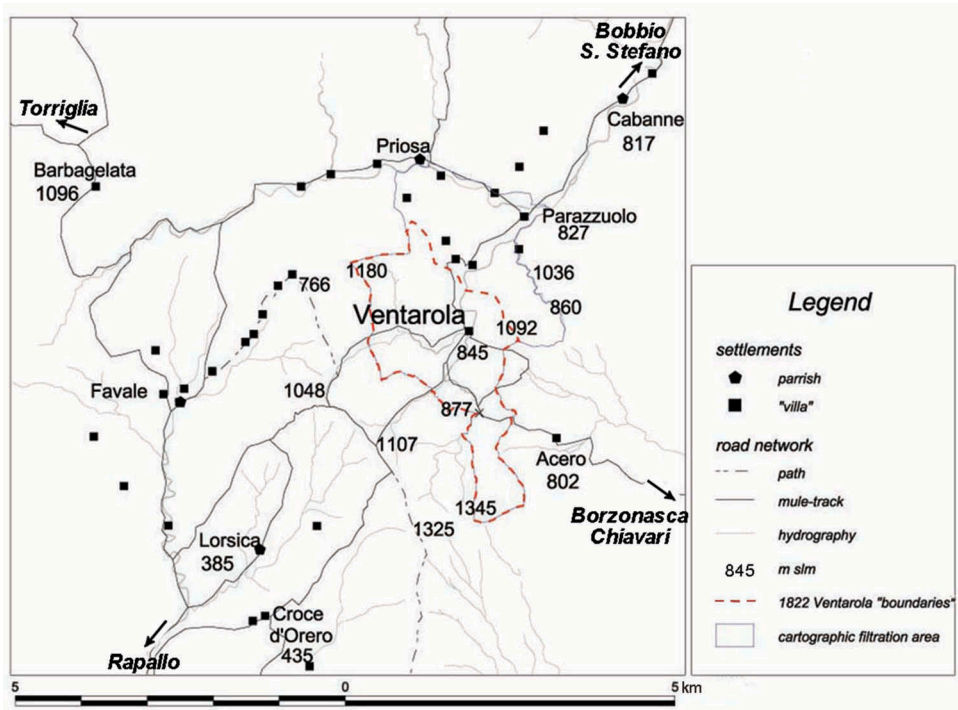 Bobbio
S. Stefano
Torriglia
Cabanne
817
Priosa
Barbagelata
1096
Parazzuolo
827
1180
1036
766
860
Ventarola
1092
845
Favale
1048
877
1107
Acero
802
1345
Borzonasca
Chiavari
1325
Lorsica
385
Croce
d'Orero
435
Rapallo
5
0
5 km
Legend
settlements
parrish
"villa"
road network
path
mule-track
hydrography
845
m slm
1822 Ventarola "boundaries"
cartographic filtration area